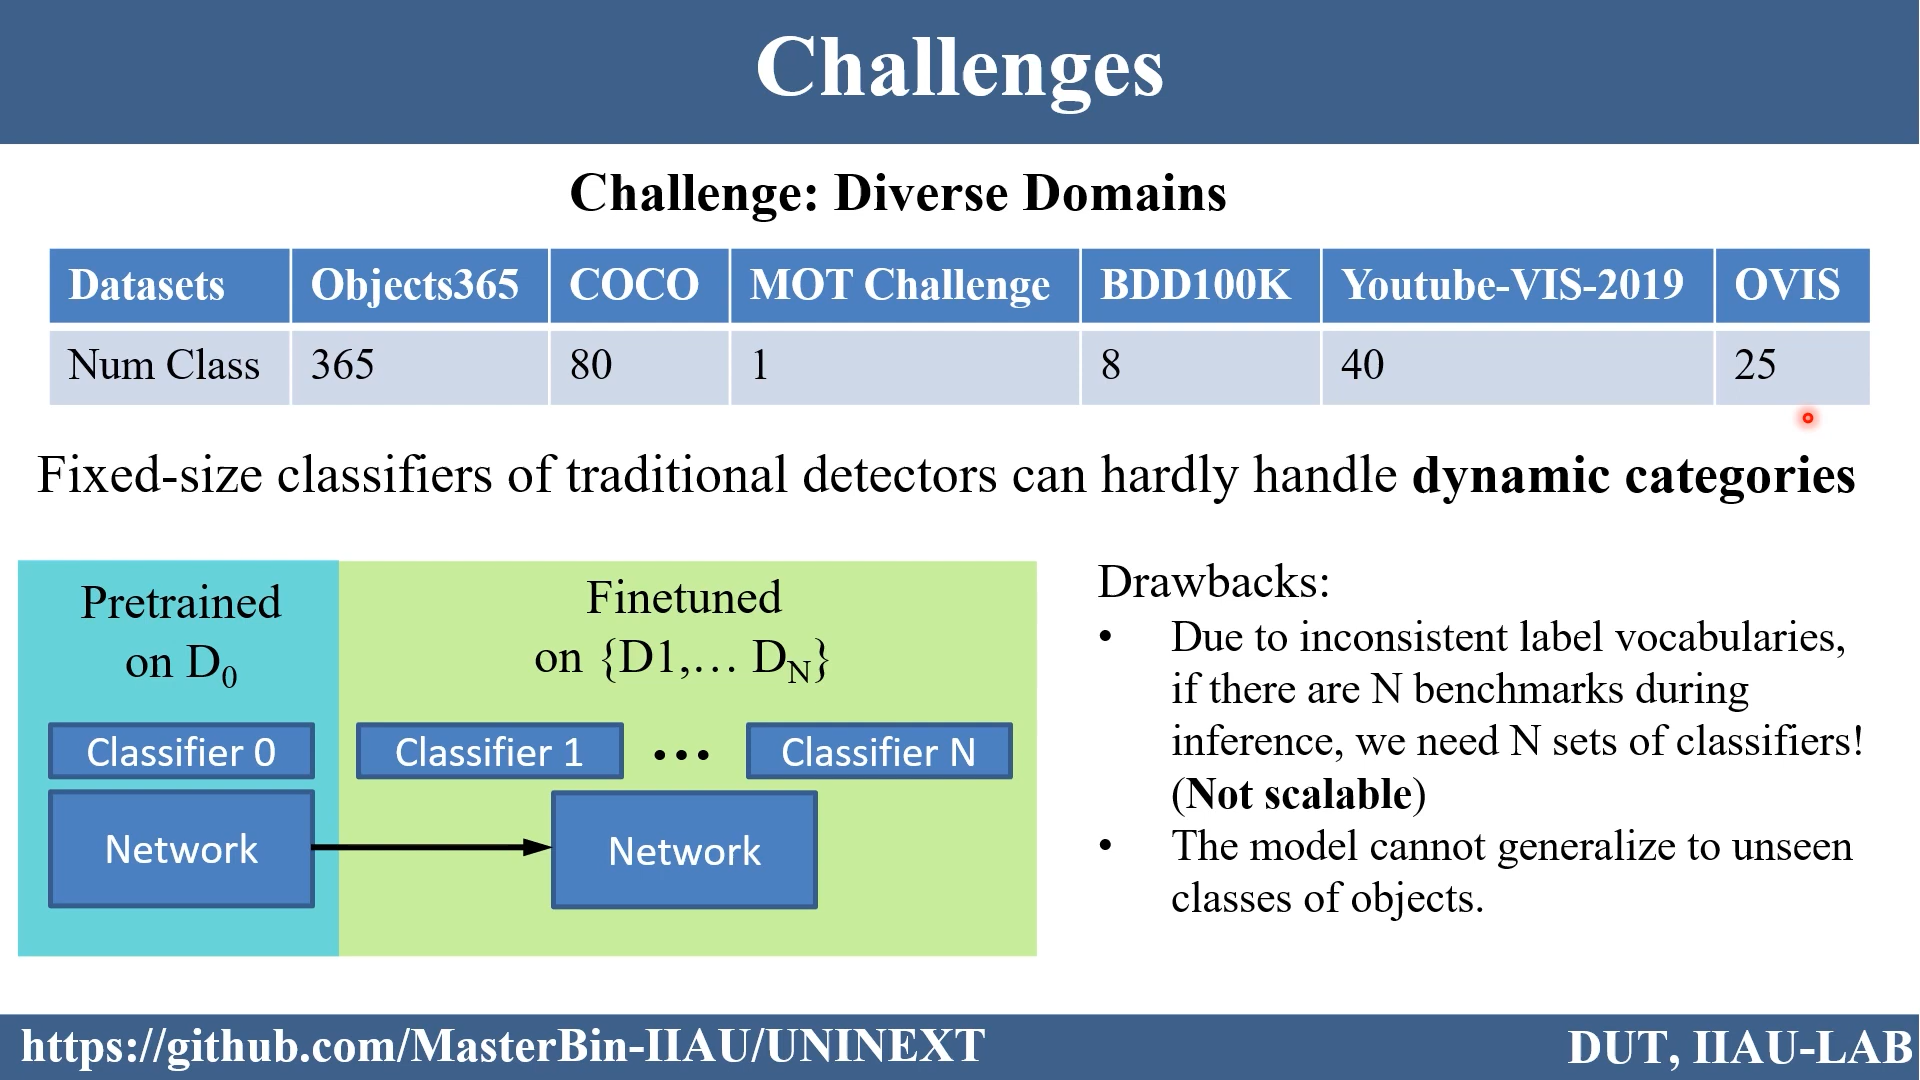 Challenges
Challenge: Diverse Domains
Datasets Objects365 COCO MOT Challenge BDD100K Youtube-VIS-2019 OVIS
Num Class 365 80 1 8 40 25
Fixed-size classifiers of traditional detectors can hardly handle dynamic categories
Pretrained
on D₀
Classifier 0
Network
Finetuned
on {D1,… D_N}
Classifier 1 ••• Classifier N
Network
Drawbacks:
• Due to inconsistent label vocabularies,
if there are N benchmarks during
inference, we need N sets of classifiers!
(Not scalable)
• The model cannot generalize to unseen
classes of objects.
https://github.com/MasterBin-IIAU/UNINEXT
DUT, IIAU-LAB